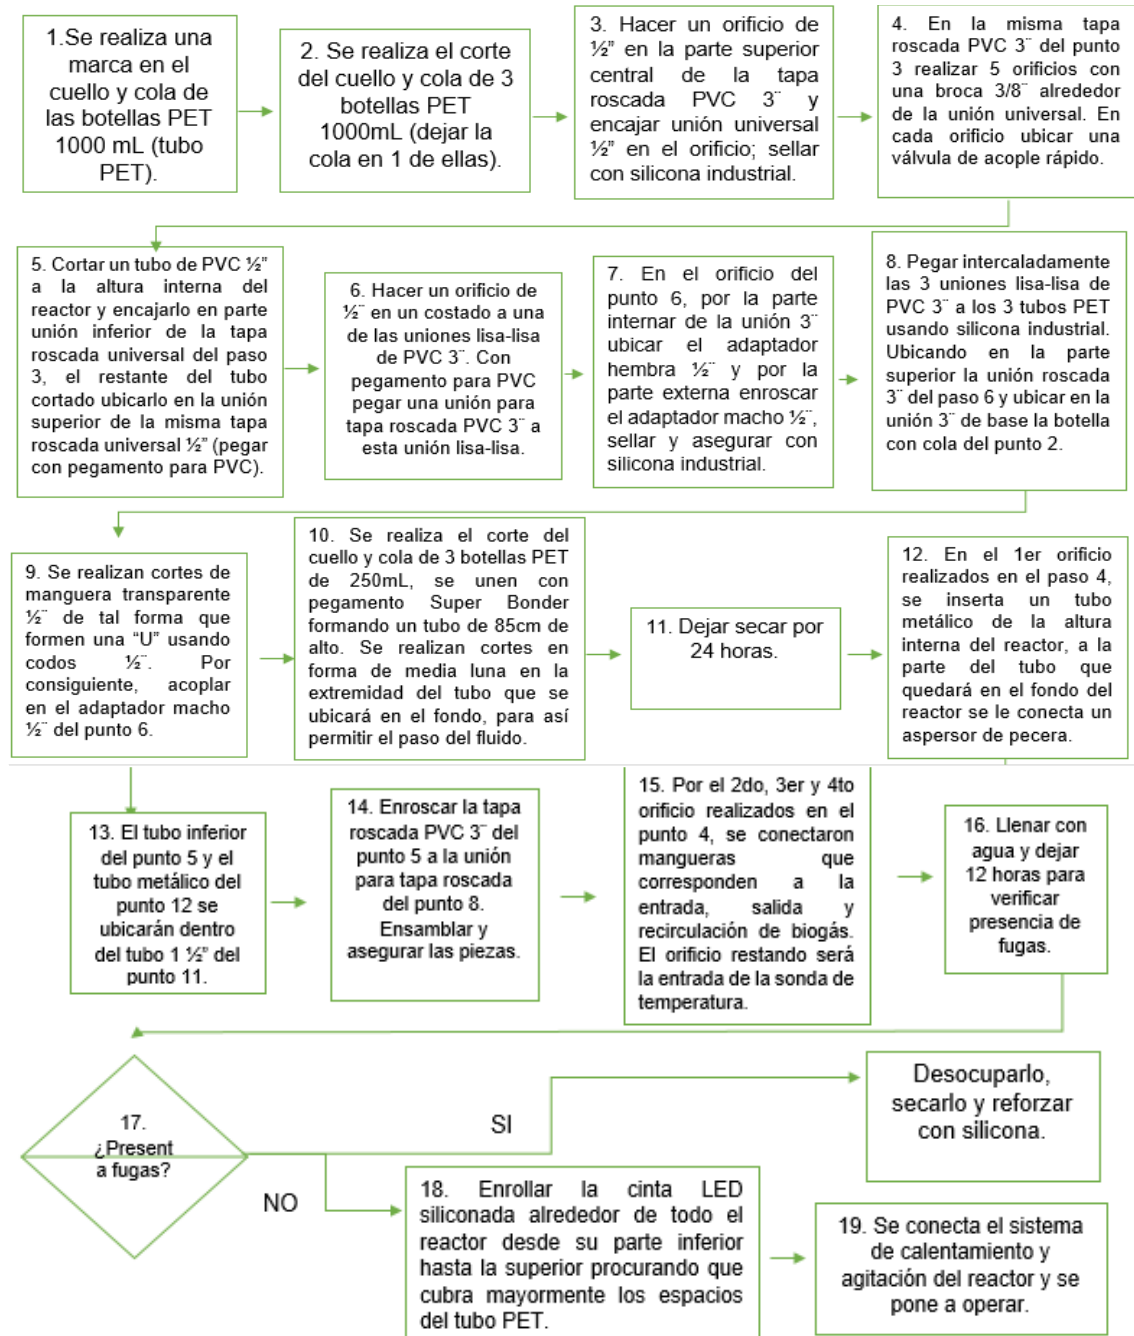 1.Se realiza una
marca en el
cuello y cola de
las botellas PET
1000 mL (tubo
PET).
2. Se realiza el corte
del cuello y cola de 3
botellas PET
1000mL (dejar la
cola en 1 de ellas).
3. Hacer un orificio de
½” en la parte superior
central de la tapa
roscada PVC 3¨ y
encajar unión universal
½” en el orificio; sellar
con silicona industrial.
4. En la misma tapa
roscada PVC 3¨ del punto
3 realizar 5 orificios con
una broca 3/8¨ alrededor
de la unión universal. En
cada orificio ubicar una
válvula de acople rápido.
5. Cortar un tubo de PVC ½”
a la altura interna del
reactor y encajarlo en parte
unión inferior de la tapa
roscada universal del paso
3, el restante del tubo
cortado ubicarlo en la unión
superior de la misma tapa
roscada universal ½” (pegar
con pegamento para PVC).
6. Hacer un orificio de
½¨ en un costado a una
de las uniones lisa-lisa
de PVC 3¨. Con
pegamento para PVC
pegar una unión para
tapa roscada PVC 3¨ a
esta unión lisa-lisa.
7. En el orificio del
punto 6, por la parte
internar de la unión 3¨
ubicar el adaptador
hembra ½¨ y por la
parte externa enroscar
el adaptador macho ½¨,
sellar y asegurar con
silicona industrial.
8. Pegar intercaladamente
las 3 uniones lisa-lisa de
PVC 3¨ a los 3 tubos PET
usando silicona industrial.
Ubicando en la parte
superior la unión roscada
3¨ del paso 6 y ubicar en la
unión 3¨ de base la botella
con cola del punto 2.
9. Se realizan cortes de
manguera transparente
½¨ de tal forma que
formen una “U” usando
codos ½¨. Por
consiguiente, acoplar
en el adaptador macho
½¨ del punto 6.
10. Se realiza el corte del
cuello y cola de 3 botellas PET
de 250mL, se unen con
pegamento Super Bonder
formando un tubo de 85cm de
alto. Se realizan cortes en
forma de media luna en la
extremidad del tubo que se
ubicará en el fondo, para así
permitir el paso del fluido.
11. Dejar secar por
24 horas.
12. En el 1er orificio
realizados en el paso 4,
se inserta un tubo
metálico de la altura
interna del reactor, a la
parte del tubo que
quedará en el fondo del
reactor se le conecta un
aspersor de pecera.
13. El tubo inferior
del punto 5 y el
tubo metálico del
punto 12 se
ubicarán dentro
del tubo 1 ½” del
punto 11.
14. Enroscar la tapa
roscada PVC 3¨ del
punto 5 a la unión
para tapa roscada
del punto 8.
Ensamblar y
asegurar las piezas.
15. Por el 2do, 3er y 4to
orificio realizados en el
punto 4, se conectaron
mangueras que
corresponden a la
entrada, salida y
recirculación de biogás.
El orificio restando será
la entrada de la sonda de
temperatura.
16. Llenar con
agua y dejar
12 horas para
verificar
presencia de
fugas.
17.
¿Present
a fugas?
SI
Desocuparlo,
secarlo y reforzar
con silicona.
NO
18. Enrollar la cinta LED
siliconada alrededor de todo el
reactor desde su parte inferior
hasta la superior procurando que
cubra mayormente los espacios
del tubo PET.
19. Se conecta el sistema
de calentamiento y
agitación del reactor y se
pone a operar.